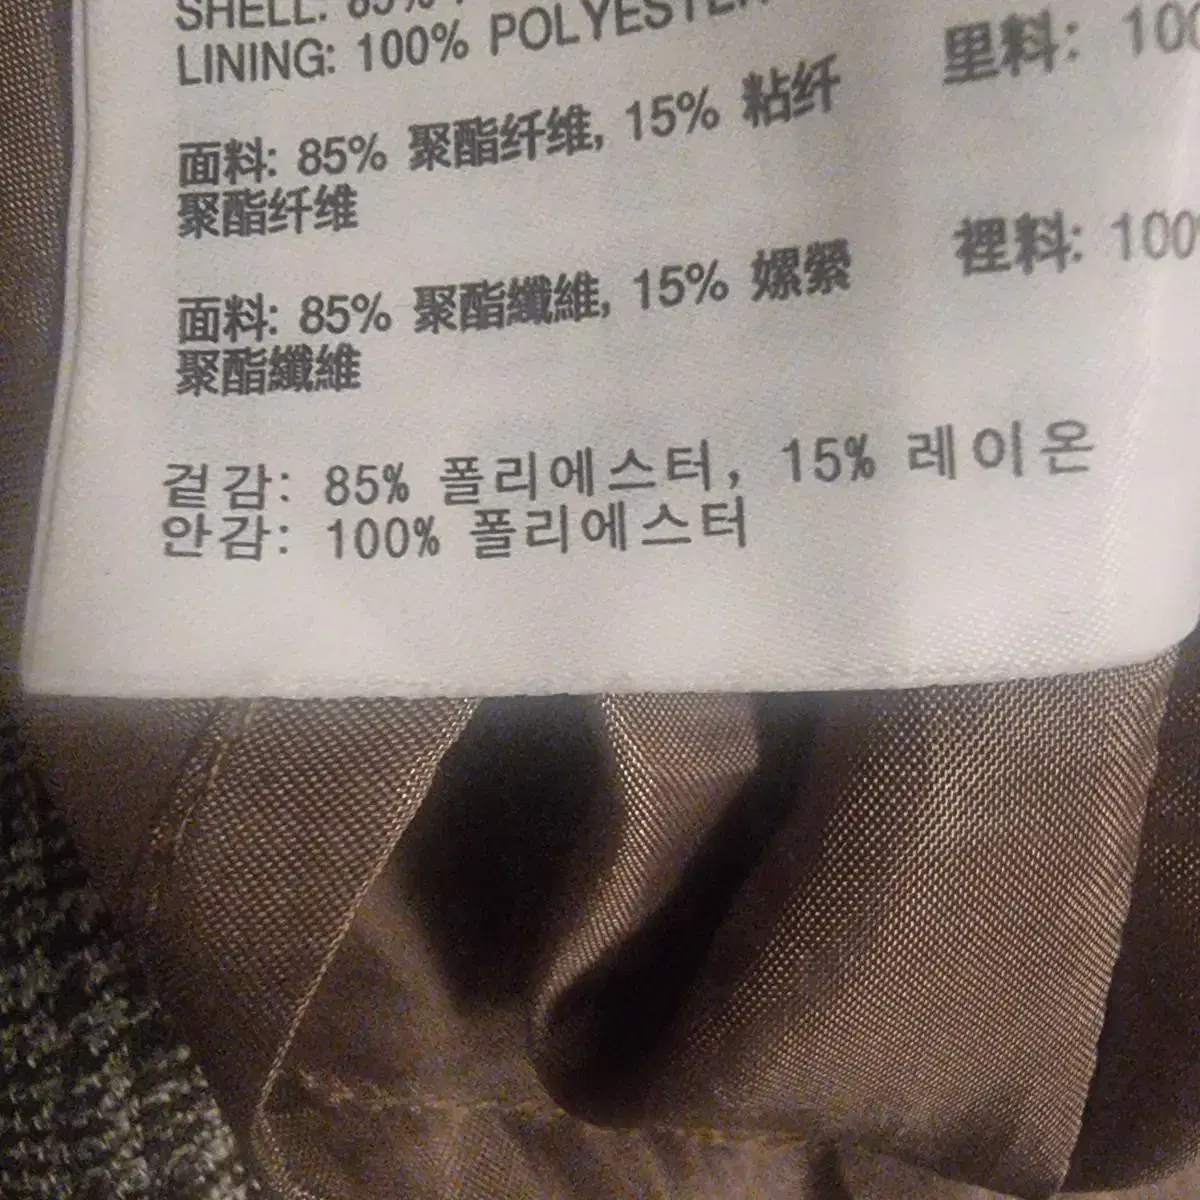 SHELL: 85%
LINING: 100% POLYESTER
面料: 85% 聚酯纤维, 15% 粘纤 里料: 100
聚酯纤维
面料: 85% 聚酯纖維, 15% 嫘縈 裡料: 100
聚酯纖維
겉감: 85% 폴리에스터, 15% 레이온
안감: 100% 폴리에스터